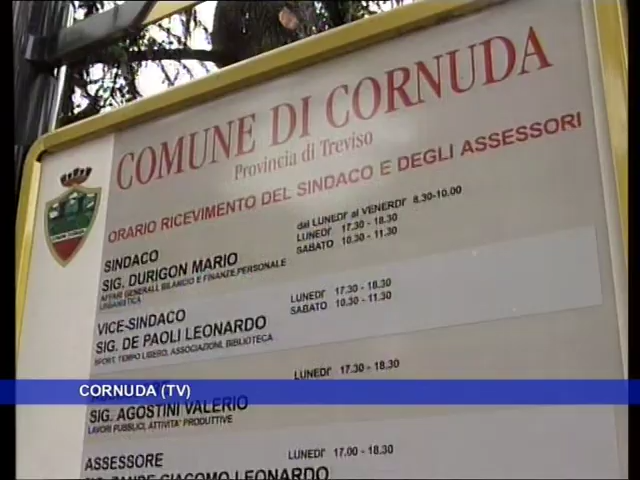 COMUNE DI CORNUDA
Provincia di Treviso
ORARIO RICEVIMENTO DEL SINDACO E DEGLI ASSESSORI
SINDACO
SIG. DURIGON MARIO
AFFARI GENERALI, BILANCIO E FINANZE, PERSONALE
URBANISTICA
dal LUNEDI' al VENERDI' 8.30-10.00
LUNEDI' 17.30 - 18.30
SABATO 10.30 - 11.30
VICE-SINDACO
SIG. DE PAOLI LEONARDO
SPORT, TEMPO LIBERO, ASSOCIAZIONI, BIBLIOTECA
LUNEDI' 17.30 - 18.30
SABATO 10.30 - 11.30
LUNEDI' 17.30 - 18.30
CORNUDA (TV)
SIG. AGOSTINI VALERIO
LAVORI PUBBLICI, ATTIVITA' PRODUTTIVE
ASSESSORE
LUNEDI' 17.00 - 18.30
GIACOMO LEONARDO